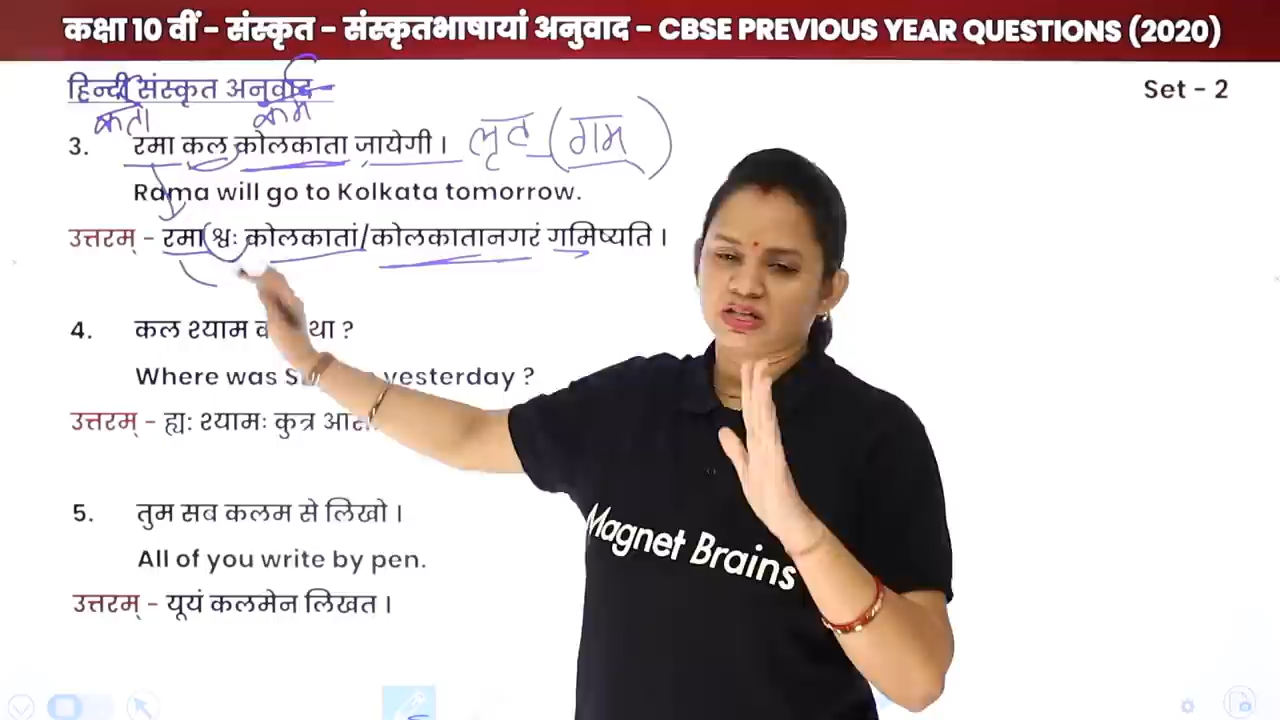 कक्षा 10 वीं - संस्कृत - संस्कृतभाषायां अनुवाद - CBSE PREVIOUS YEAR QUESTIONS (2020)
हिन्दी संस्कृत अनुवाद
Set - 2
कर्ता कर्म
3. रमा कल कोलकाता जायेगी । लृट (गम)
Rama will go to Kolkata tomorrow.
उत्तरम् - रमा श्वः कोलकातां/कोलकातानगरं गमिष्यति ।
4. कल श्याम था ?
Where was yesterday ?
उत्तरम् - ह्य: श्यामः कुत्र
5. तुम सव कलम से लिखो ।
All of you write by pen.
उत्तरम् - यूयं कलमेन लिखत ।
Magnet Brains